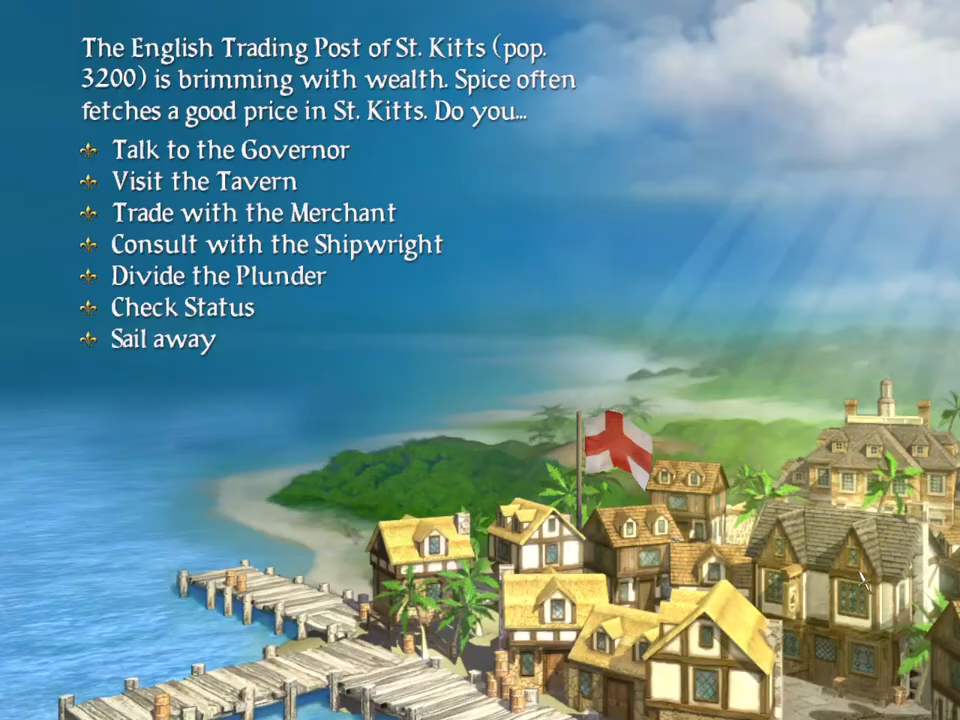 The English Trading Post of St. Kitts (pop.
3200) is brimming with wealth. Spice often
fetches a good price in St. Kitts. Do you...
Talk to the Governor
Visit the Tavern
Trade with the Merchant
Consult with the Shipwright
Divide the Plunder
Check Status
Sail away